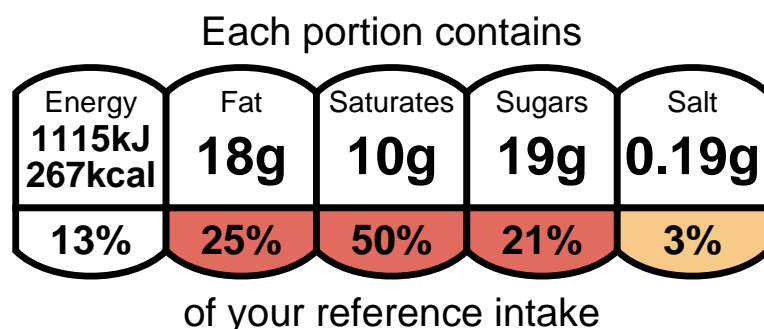 Each portion contains
Energy Fat Saturates Sugars Salt
1115kJ
267kcal 18g 10g 19g 0.19g
13% 25% 50% 21% 3%
of your reference intake